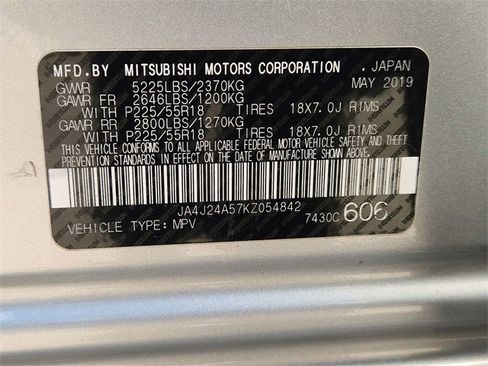 MFD.BY MITSUBISHI MOTORS CORPORATION . JAPAN
GVWR 5225LBS/2370KG MAY 2019
GAWR FR 2646LBS/1200KG
WITH P225/55R18 TIRES 18X7.0J RIMS
GAWR RR 2800LBS/1270KG
WITH P225/55R18 TIRES 18X7.0J RIMS
THIS VEHICLE CONFORMS TO ALL APPLICABLE FEDERAL MOTOR VEHICLE SAFETY AND THEFT
PREVENTION STANDARDS IN EFFECT ON THE DATE OF MANUFACTURE SHOWN ABOVE.
JA4J24A57KZ054842
VEHICLE TYPE: MPV 7430C 606